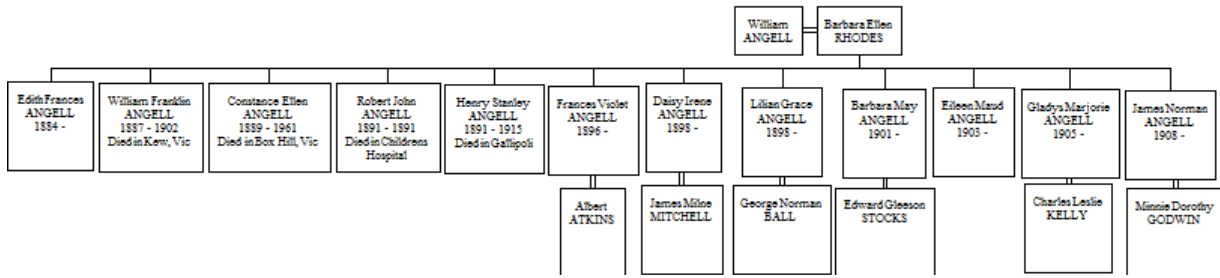 William
ANGELL
Barbara Ellen
RHODES
Edith Frances
ANGELL
1884 -
William Franklin
ANGELL
1887 - 1902
Died in Kew, Vic
Constance Ellen
ANGELL
1889 - 1961
Died in Box Hill, Vic
Robert John
ANGELL
1891 - 1891
Died in Childrens
Hospital
Henry Stanley
ANGELL
1891 - 1915
Died in Gallipoli
Frances Violet
ANGELL
1896 -
Daisy Irene
ANGELL
1898 -
Lilian Grace
ANGELL
1898 -
Barbara May
ANGELL
1901 -
Eileen Maud
ANGELL
1903 -
Gladys Marjorie
ANGELL
1905 -
James Norman
ANGELL
1908 -
Albert
ATKINS
James Milne
MITCHELL
George Norman
BALL
Edward Gleeson
STOCKS
Charles Leslie
KELLY
Minnie Dorothy
GODWIN